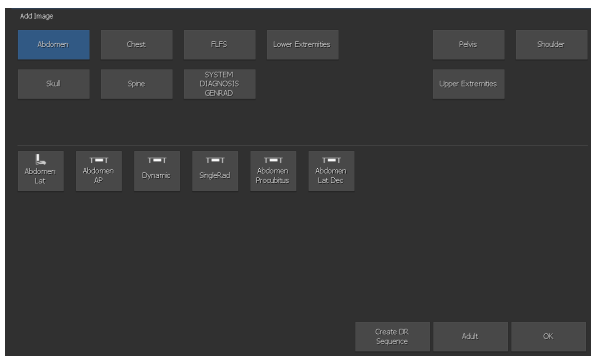 Add Image
Abdomen
Chest
FLFS
Lower Extremities
Pelvis
Shoulder
Skull
Spine
SYSTEM
DIAGNOSIS
GENRAD
Upper Extremities
Abdomen
Lat
Abdomen
AP
Dynamic
SingleRad
Abdomen
Procubitus
Abdomen
Lat Dec
Create DR
Sequence
Adult
OK